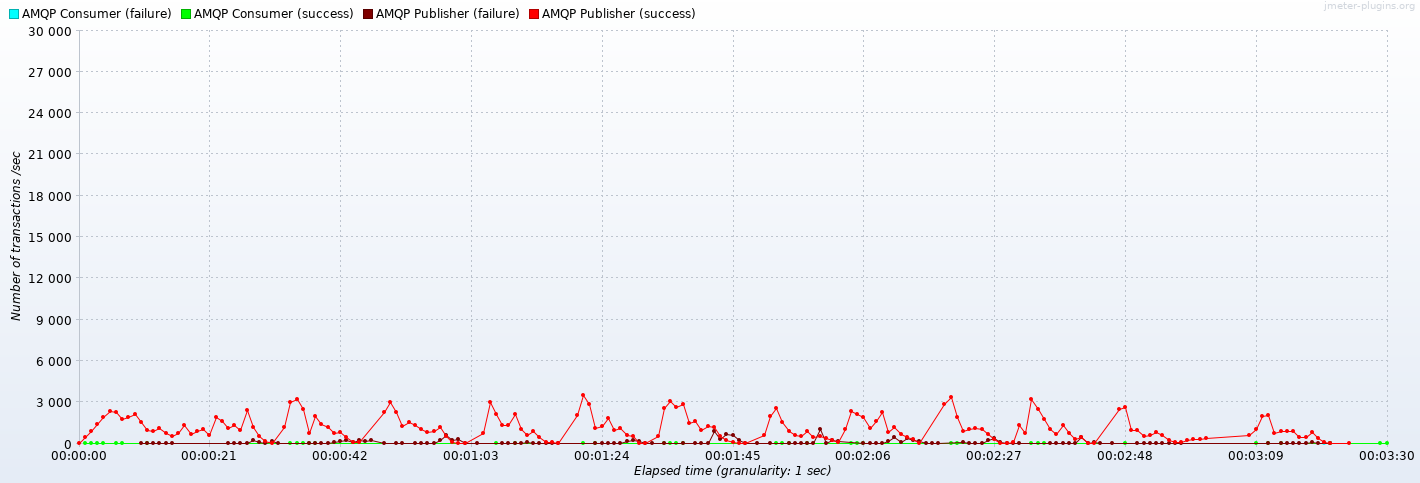 AMQP Consumer (failure) AMQP Consumer (success) AMQP Publisher (failure) AMQP Publisher (success)
jmeter-plugins.org
30 000
27 000
24 000
21 000
18 000
15 000
12 000
9 000
6 000
3 000
0
Number of transactions /sec
00:00:00 00:00:21 00:00:42 00:01:03 00:01:24 00:01:45 00:02:06 00:02:27 00:02:48 00:03:09 00:03:30
Elapsed time (granularity: 1 sec)